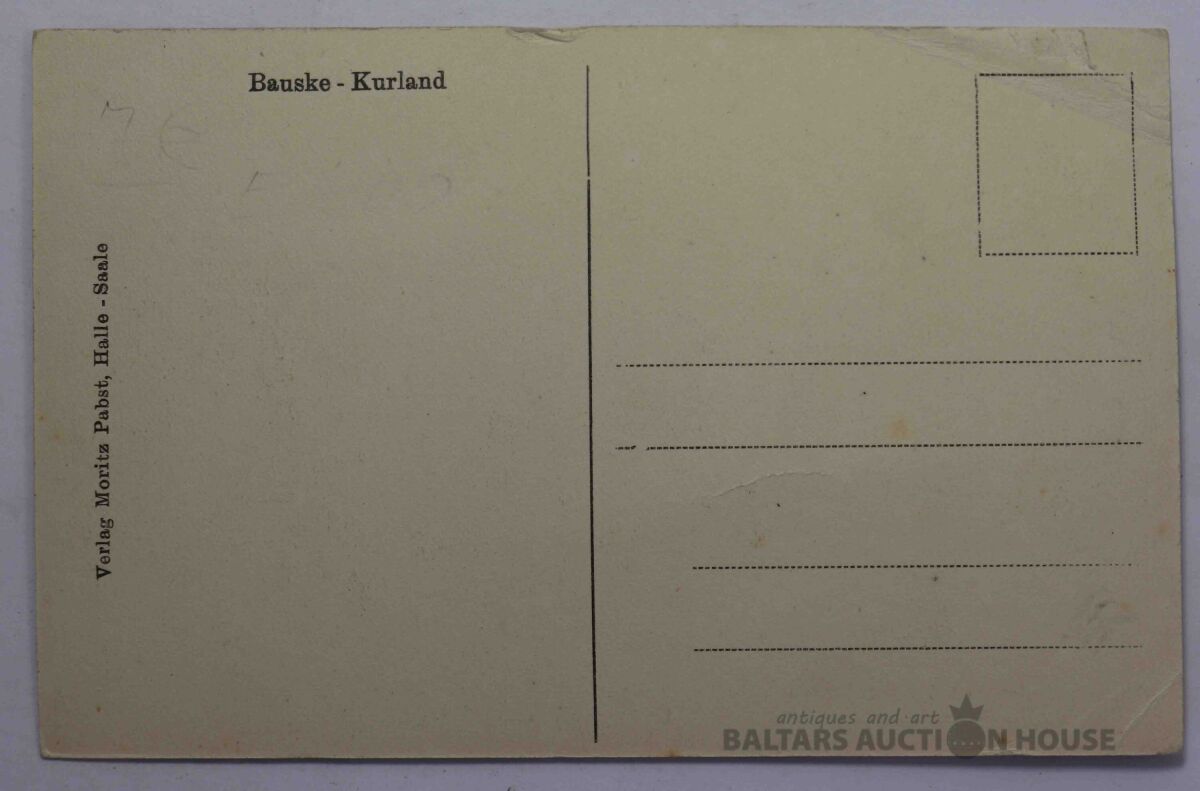 Bauske - Kurland
Verlag Moritz Pabst, Halle - Saale
antiques and art
BALTARS AUCTION HOUSE